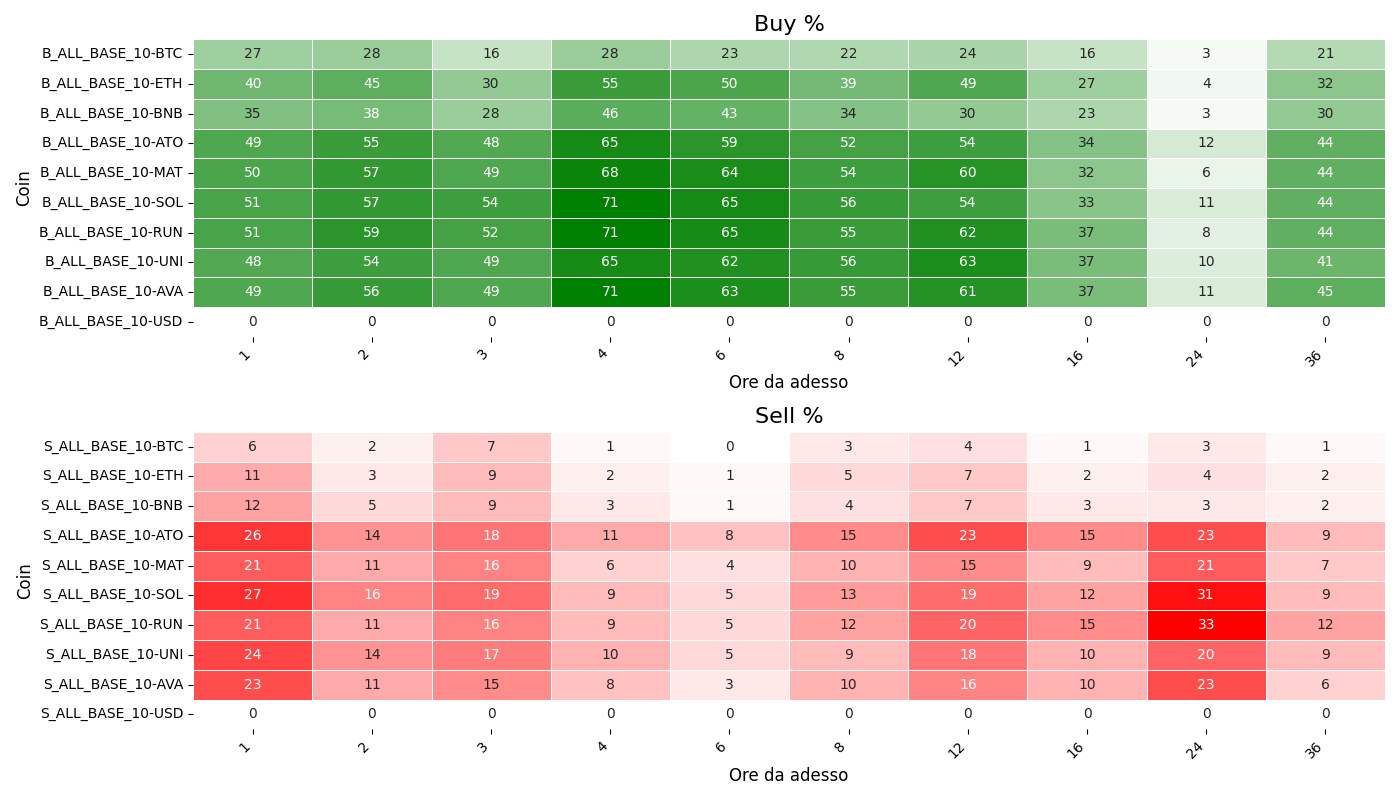 Buy %
Coin
B_ALL_BASE_10-BTC 27 28 16 28 23 22 24 16 3 21
B_ALL_BASE_10-ETH 40 45 30 55 50 39 49 27 4 32
B_ALL_BASE_10-BNB 35 38 28 46 43 34 30 23 3 30
B_ALL_BASE_10-ATO 49 55 48 65 59 52 54 34 12 44
B_ALL_BASE_10-MAT 50 57 49 68 64 54 60 32 6 44
B_ALL_BASE_10-SOL 51 57 54 71 65 56 54 33 11 44
B_ALL_BASE_10-RUN 51 59 52 71 65 55 62 37 8 44
B_ALL_BASE_10-UNI 48 54 49 65 62 56 63 37 10 41
B_ALL_BASE_10-AVA 49 56 49 71 63 55 61 37 11 45
B_ALL_BASE_10-USD 0 0 0 0 0 0 0 0 0 0
1 2 3 4 6 8 12 16 24 36
Ore da adesso
Sell %
Coin
S_ALL_BASE_10-BTC 6 2 7 1 0 3 4 1 3 1
S_ALL_BASE_10-ETH 11 3 9 2 1 5 7 2 4 2
S_ALL_BASE_10-BNB 12 5 9 3 1 4 7 3 3 2
S_ALL_BASE_10-ATO 26 14 18 11 8 15 23 15 23 9
S_ALL_BASE_10-MAT 21 11 16 6 4 10 15 9 21 7
S_ALL_BASE_10-SOL 27 16 19 9 5 13 19 12 31 9
S_ALL_BASE_10-RUN 21 11 16 9 5 12 20 15 33 12
S_ALL_BASE_10-UNI 24 14 17 10 5 9 18 10 20 9
S_ALL_BASE_10-AVA 23 11 15 8 3 10 16 10 23 6
S_ALL_BASE_10-USD 0 0 0 0 0 0 0 0 0 0
1 2 3 4 6 8 12 16 24 36
Ore da adesso